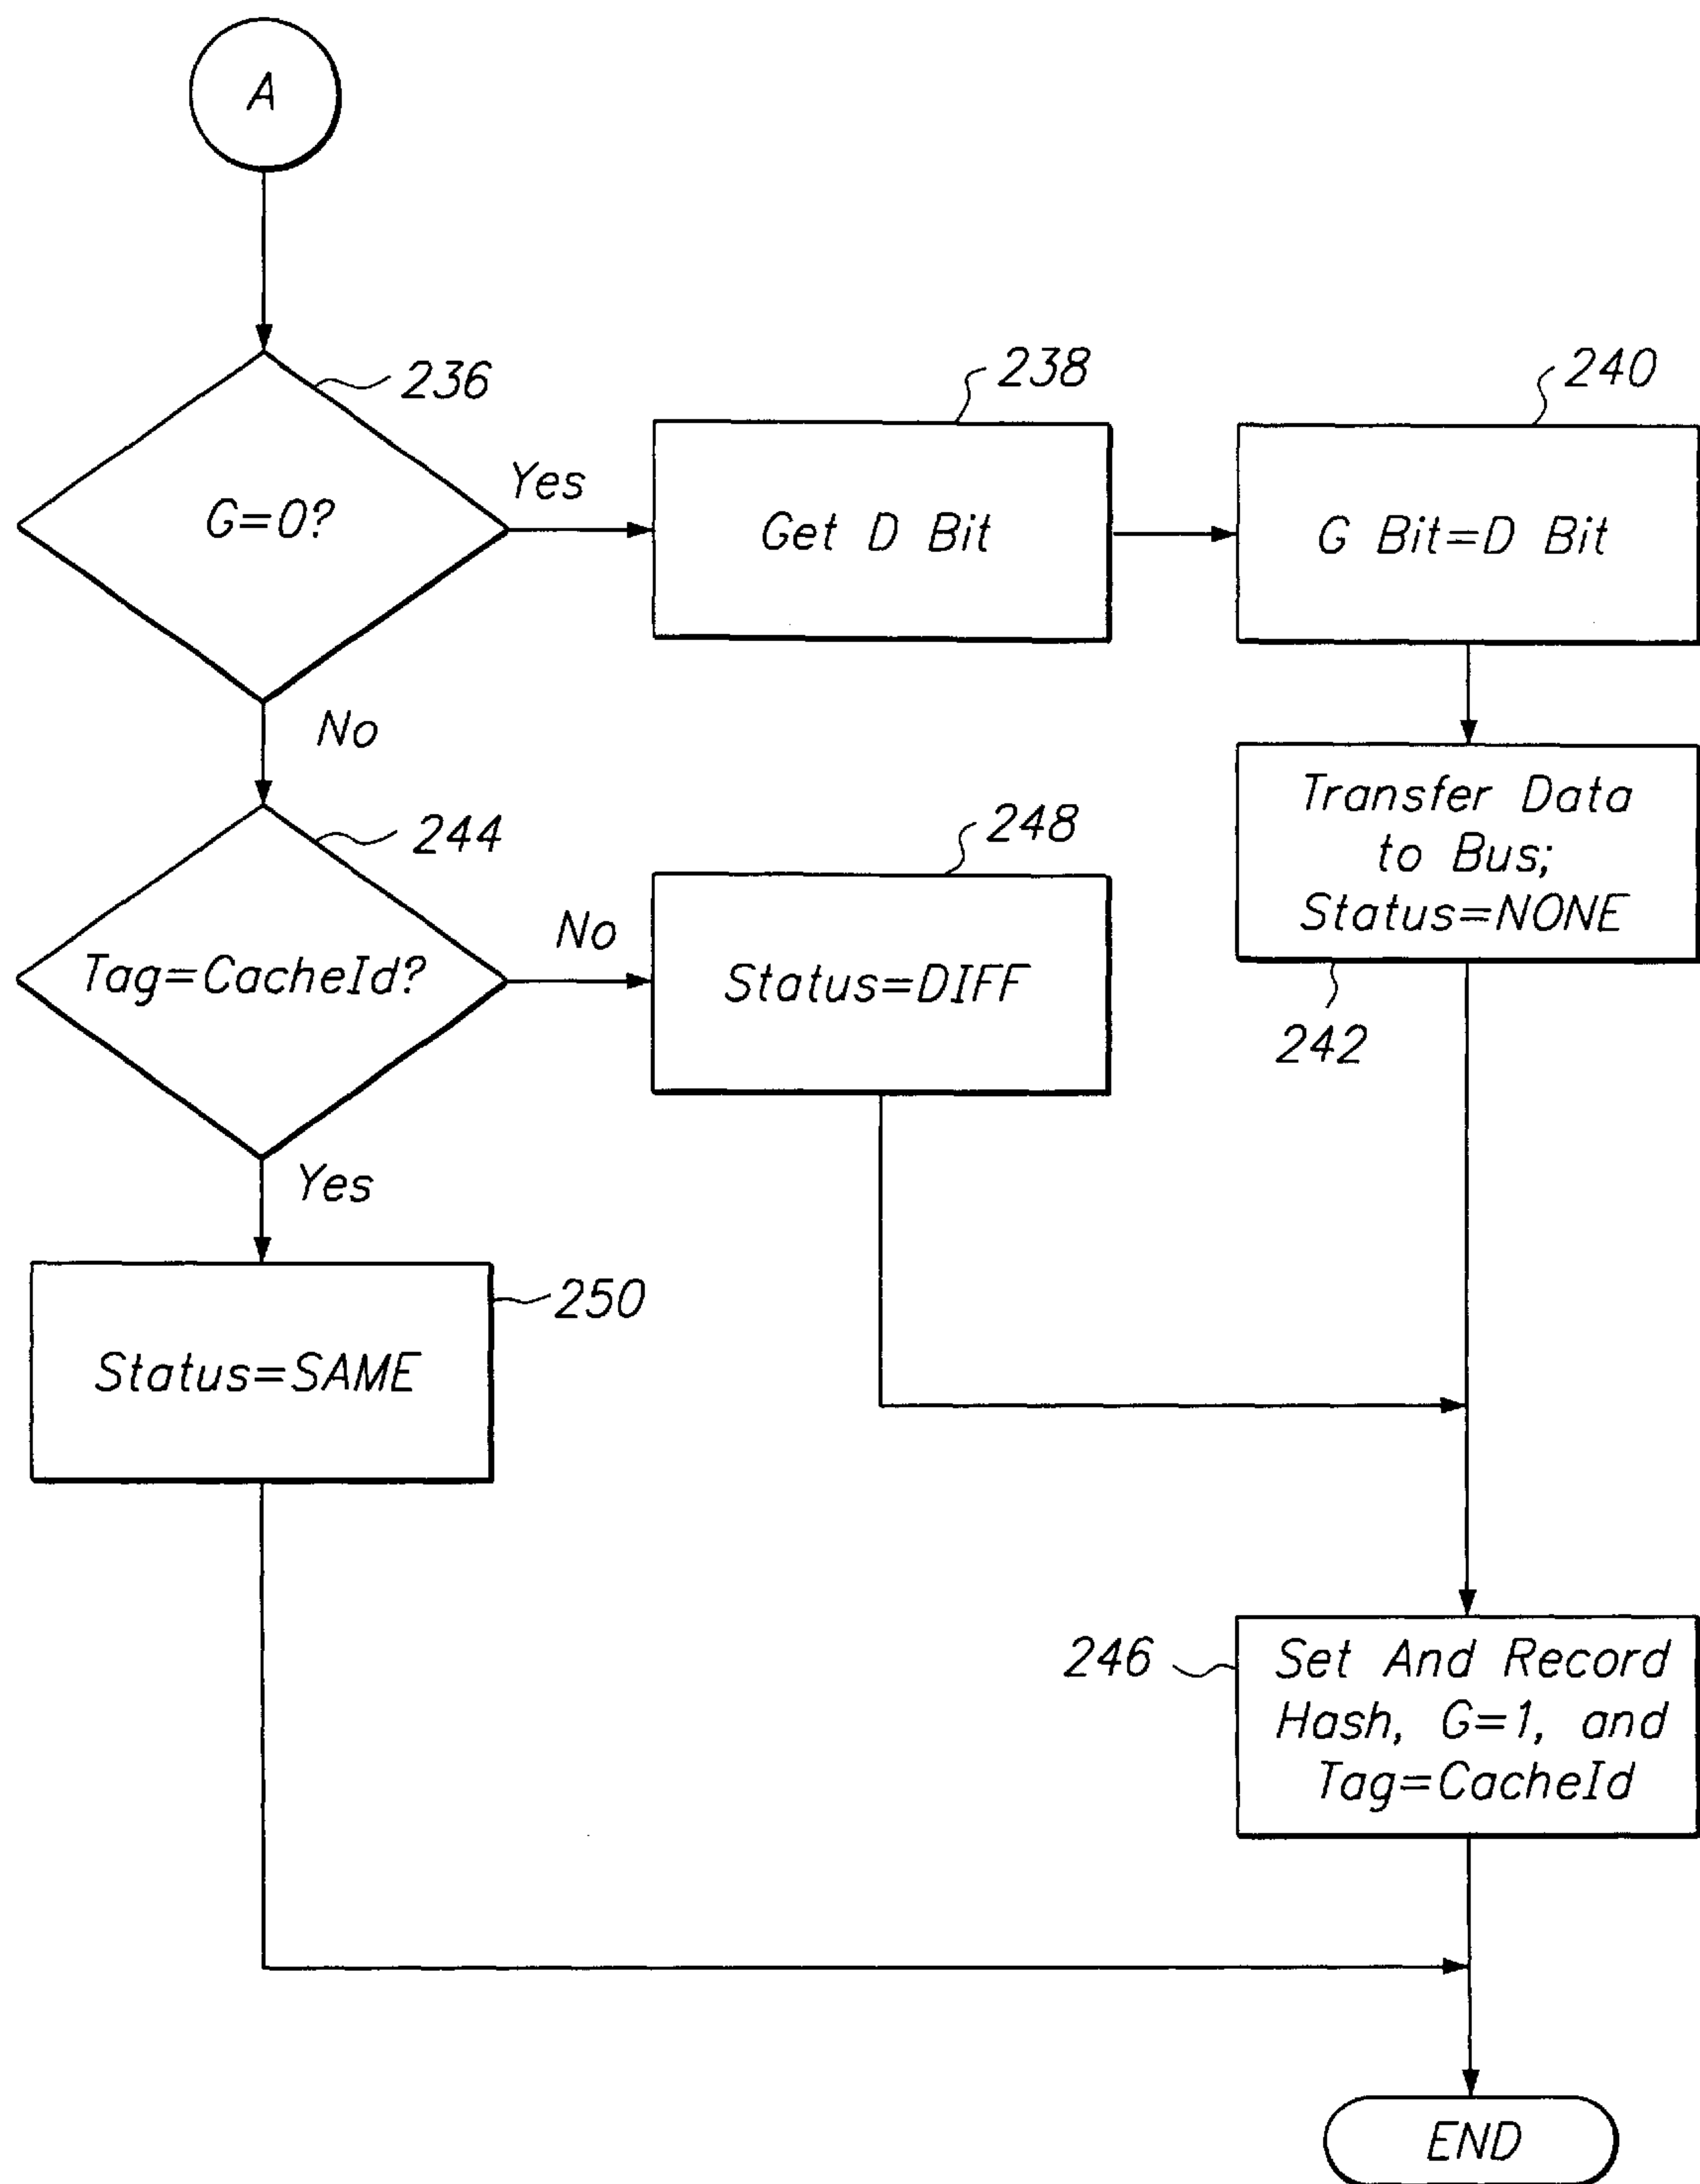 A
236
G=0?
Yes
238
Get D Bit
240
G Bit=D Bit
No
Transfer Data
to Bus;
Status=NONE
242
244
Tag=CacheId?
No
248
Status=DIFF
Yes
250
Status=SAME
246
Set And Record
Hash, G=1, and
Tag=CacheId
END